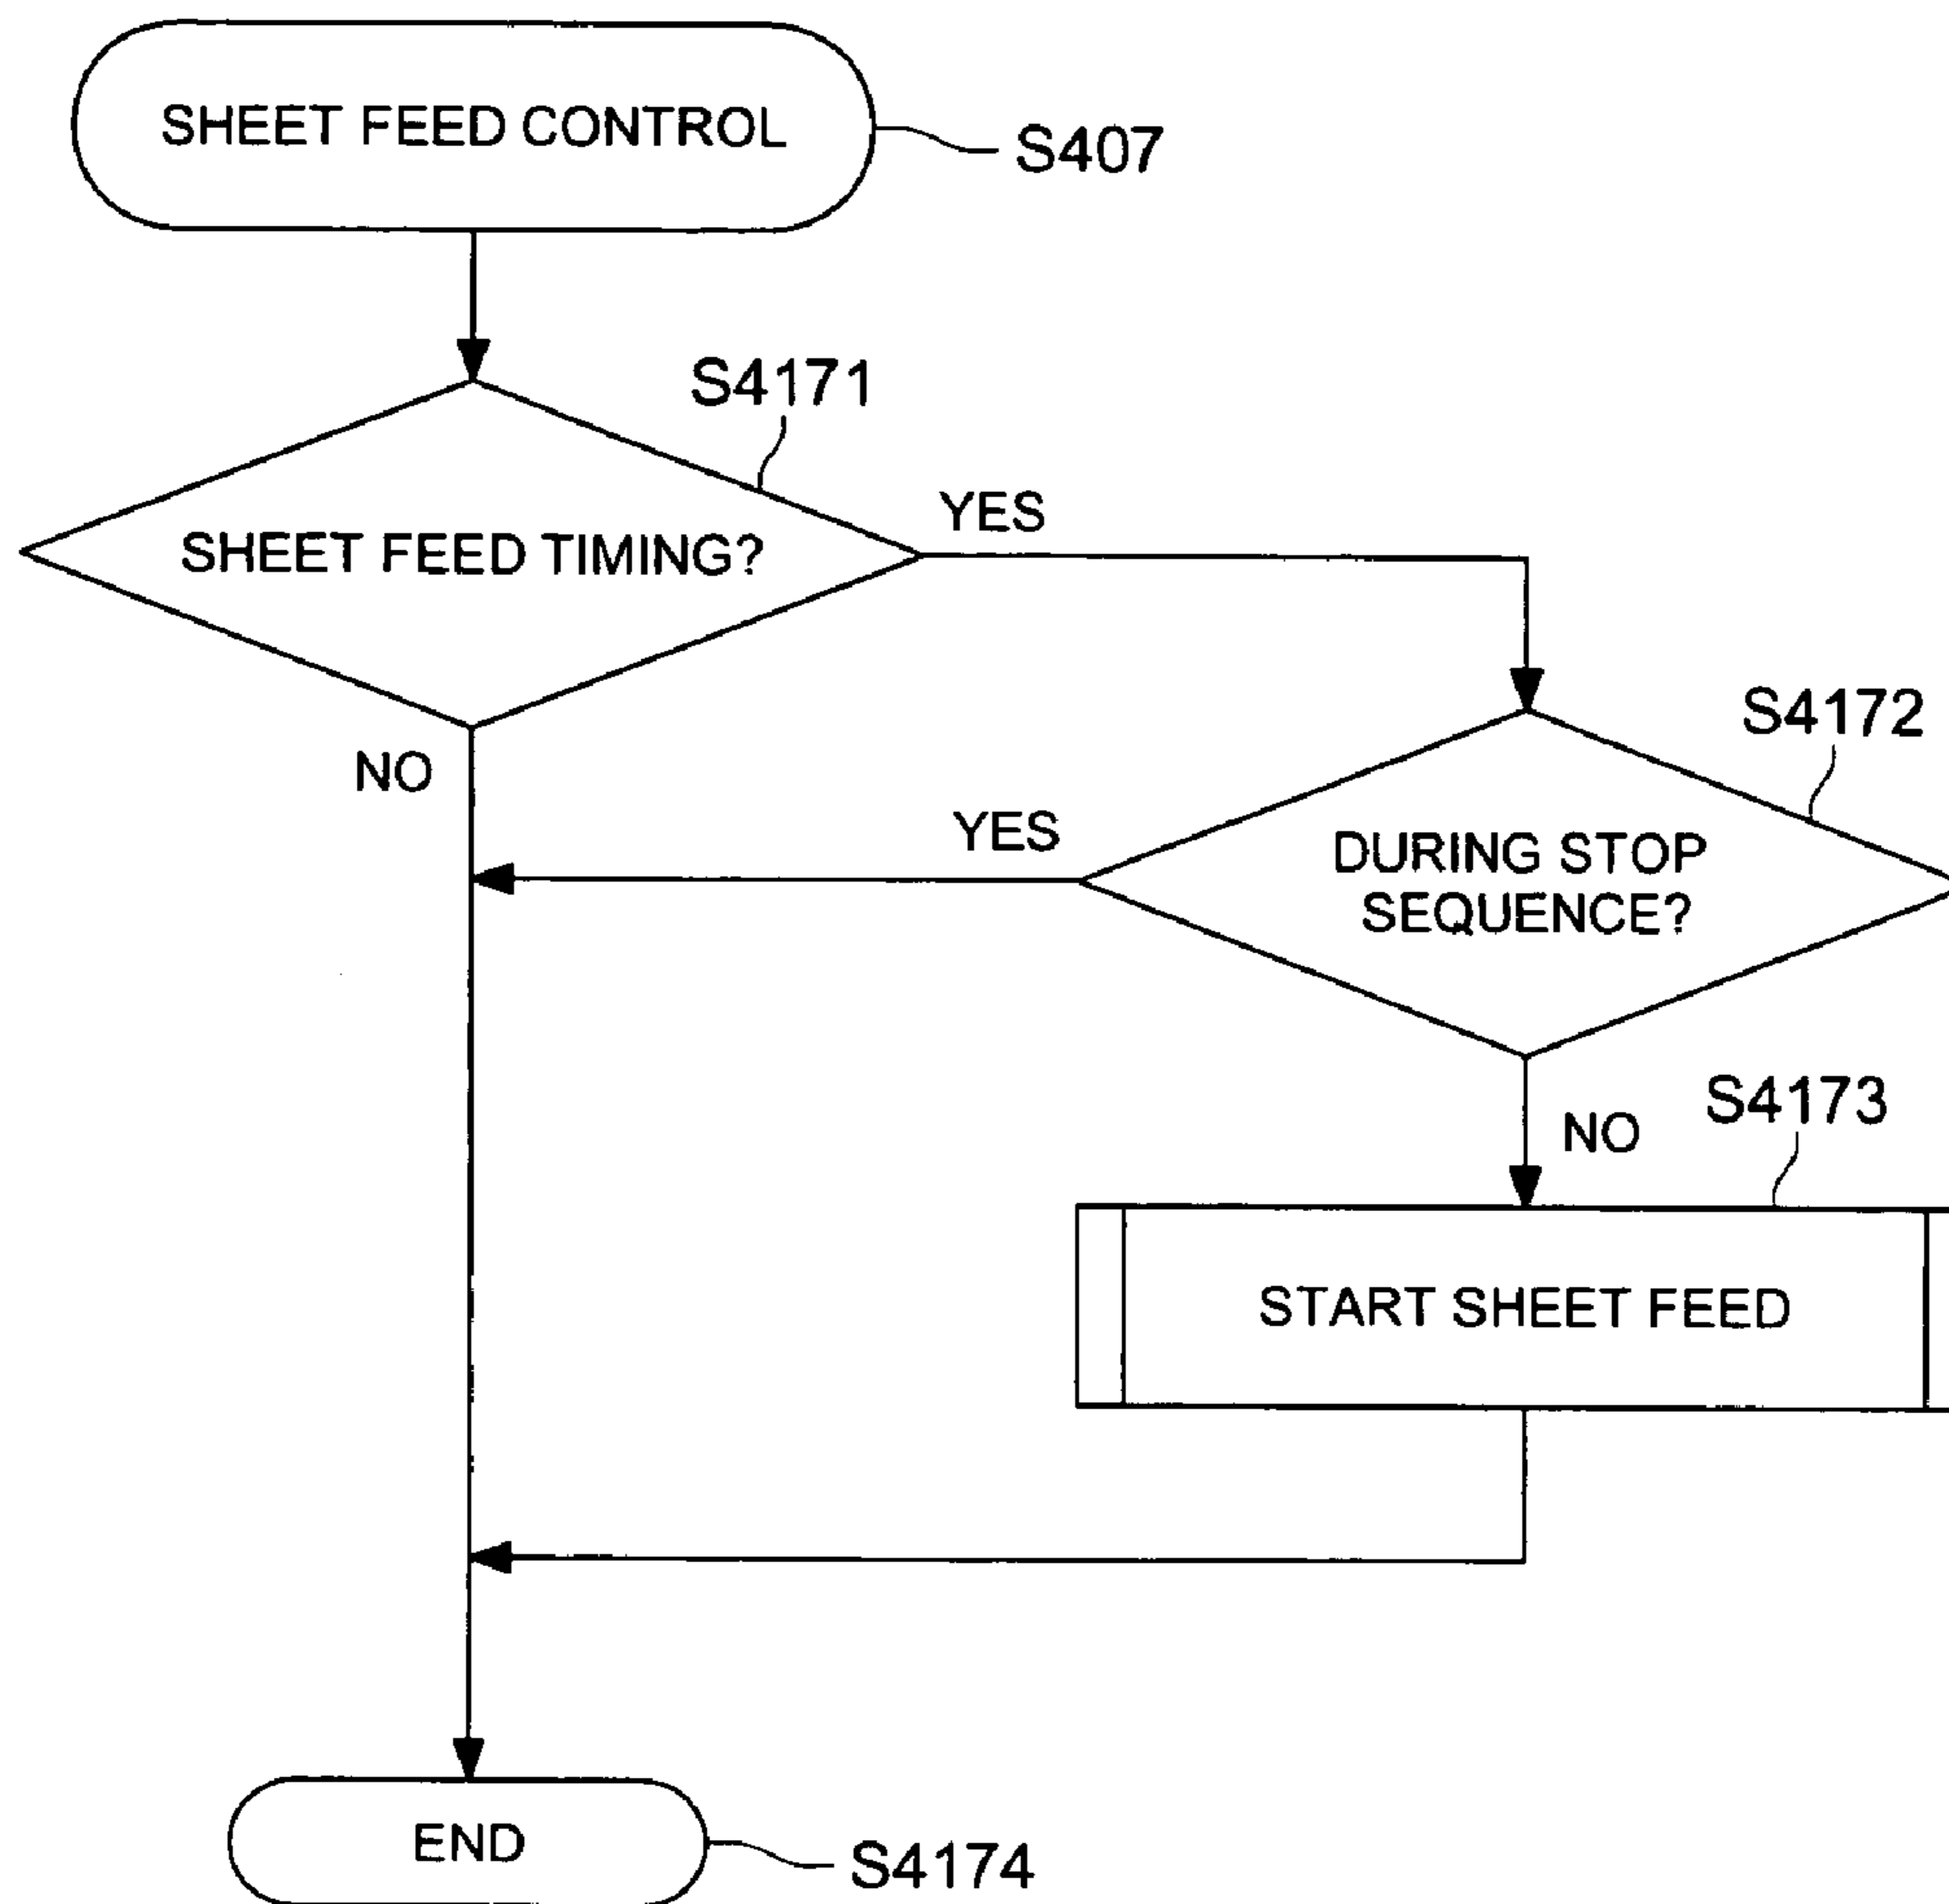 SHEET FEED CONTROL
S407
S4171
SHEET FEED TIMING?
YES
NO
S4172
YES
DURING STOP
SEQUENCE?
NO
S4173
START SHEET FEED
END
S4174